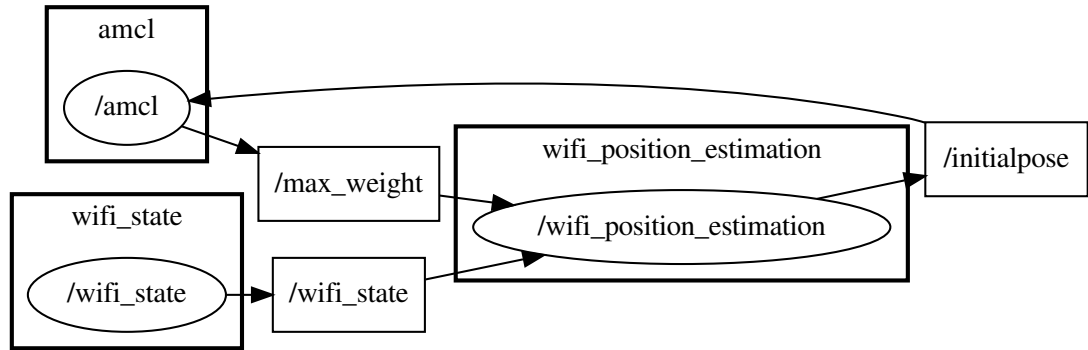 amcl
/amcl
/max_weight
wifi_position_estimation
/wifi_position_estimation
/initialpose
wifi_state
/wifi_state
/wifi_state